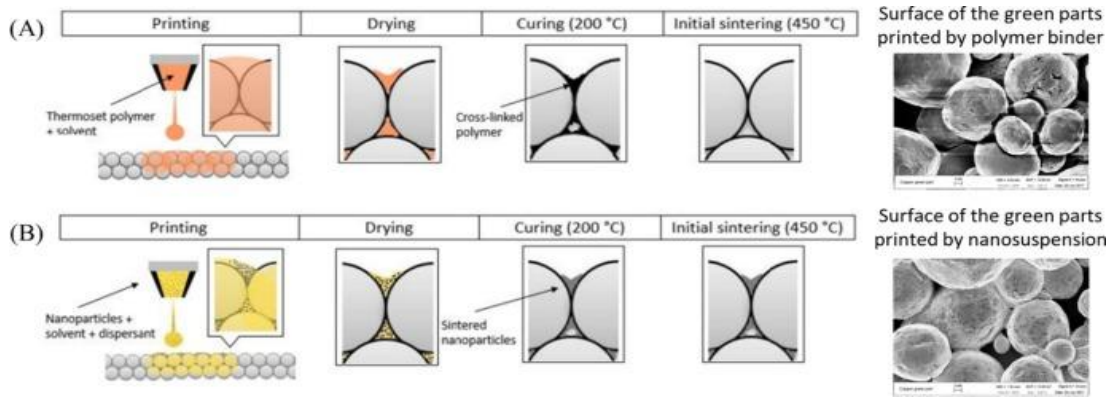 (A)
Printing
Drying
Curing (200 °C)
Initial sintering (450 °C)
Surface of the green parts
printed by polymer binder
Thermoset polymer
+ solvent
Cross-linked
polymer
(B)
Printing
Drying
Curing (200 °C)
Initial sintering (450 °C)
Surface of the green parts
printed by nanosuspension
Nanoparticles +
solvent + dispersant
Sintered
nanoparticles